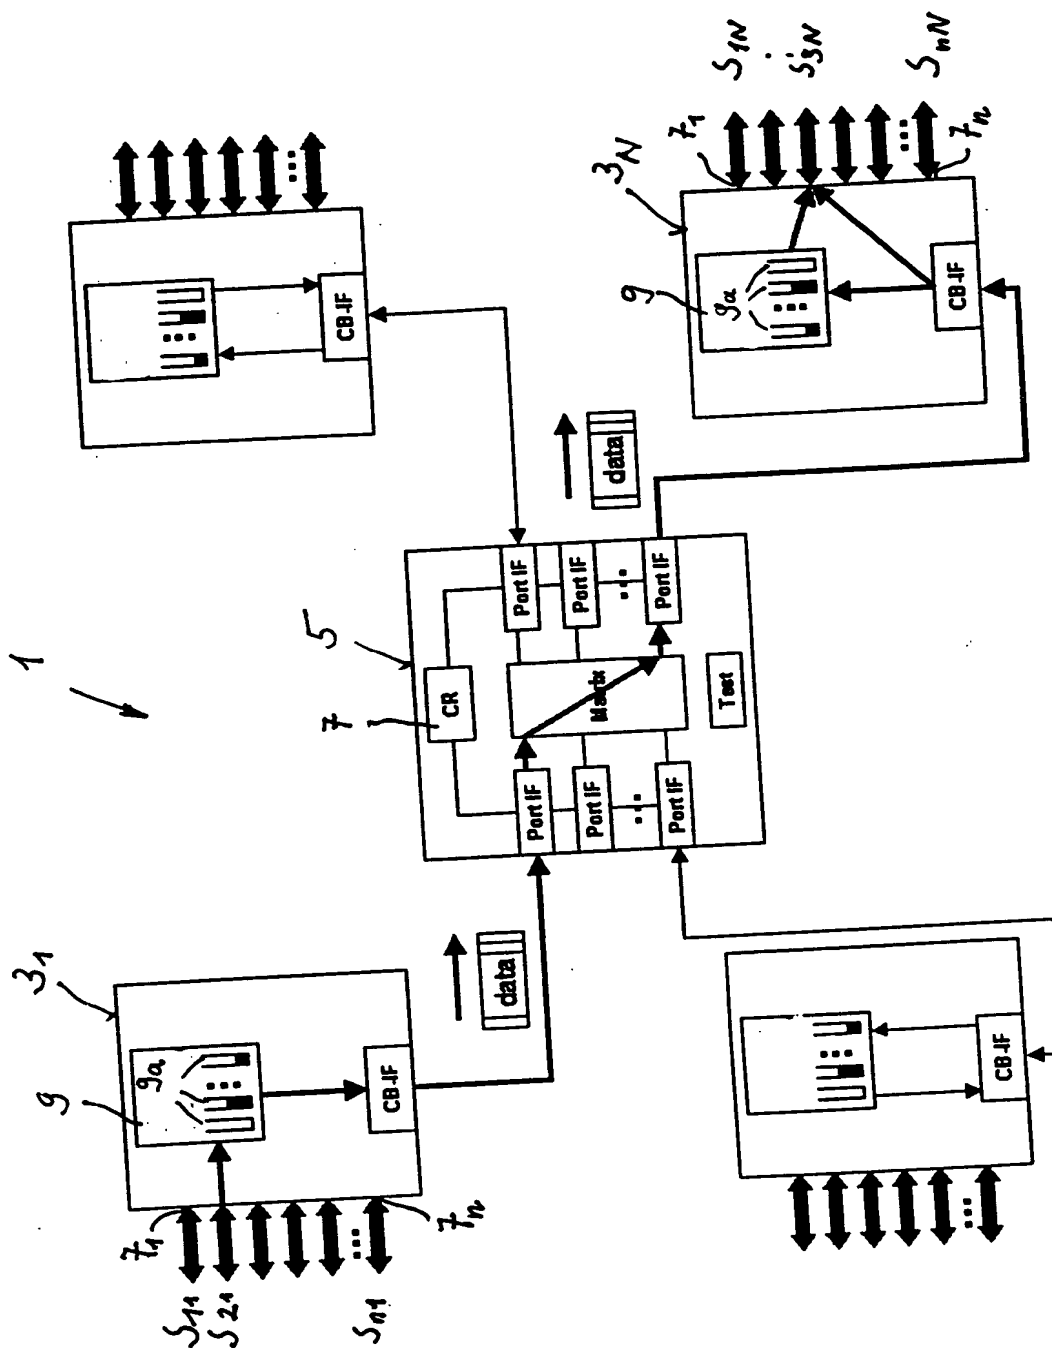 1
3₁
9
9a
CB-IF
7₁
7ₙ
S₁₁
S₂₁
Sₙ₁
data
5
7
CR
Port IF
Port IF
Port IF
Matrix
Port IF
Port IF
Port IF
Test
data
CB-IF
CB-IF
3_N
9
9a
CB-IF
7₁
7ₙ
S₁N
S₃N
SₙN